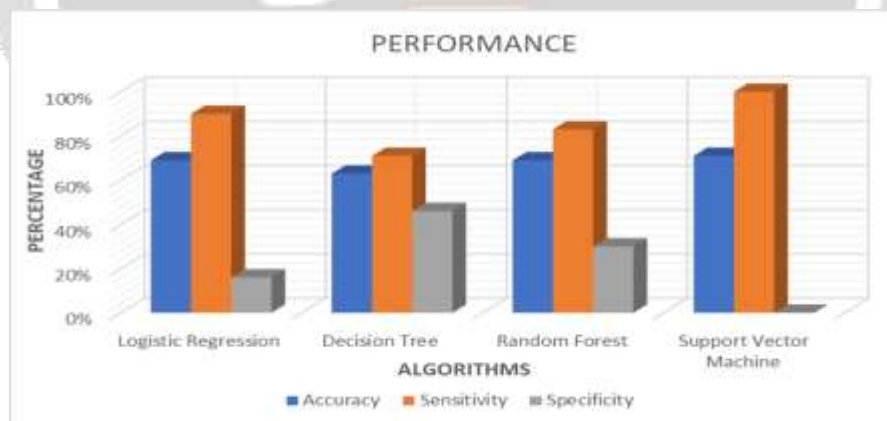 PERFORMANCE
100%
80%
60%
40%
20%
0%
PERCENTAGE
Logistic Regression
Decision Tree
Random Forest
Support Vector
Machine
ALGORITHMS
Accuracy
Sensitivity
Specificity